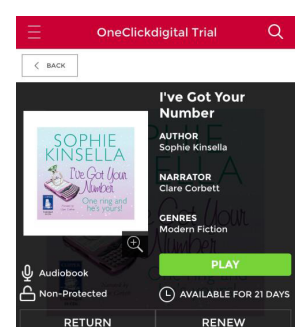 OneClickdigital Trial
BACK
I've Got Your
Number
AUTHOR
Sophie Kinsella
NARRATOR
Clare Corbett
GENRES
Modern Fiction
SOPHIE
KINSELLA
I've Got Your
Number
One ring and
he's yours!
PLAY
Audiobook
Non-Protected
AVAILABLE FOR 21 DAYS
RETURN
RENEW